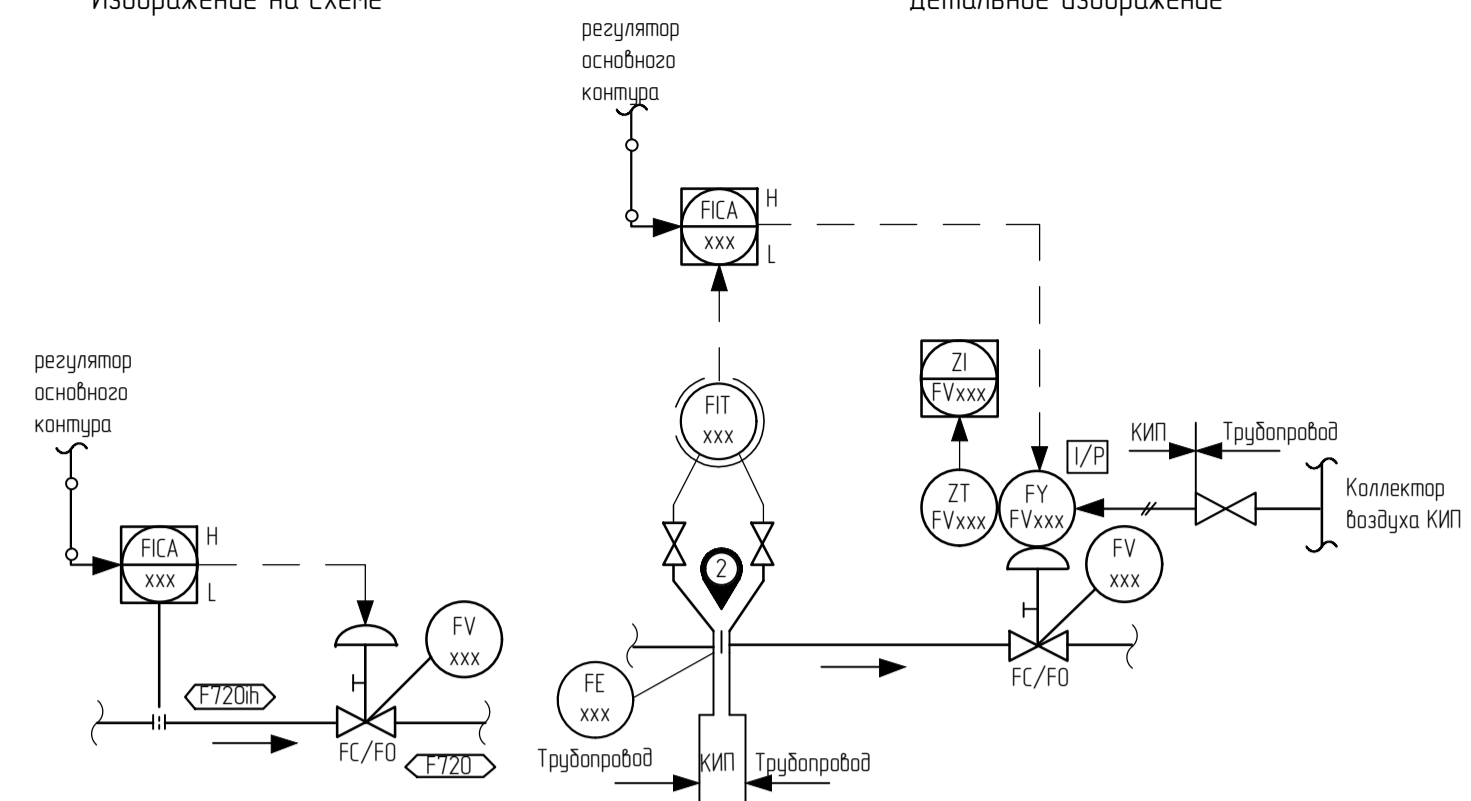 Изображение на схеме
Детальное изображение
регулятор
основного
контура
FICA
xxx
H
L
F720ih
FV
xxx
FC/FO
F720
регулятор
основного
контура
FICA
xxx
H
L
FIT
xxx
2
FE
xxx
Трубопровод
КИП
Трубопровод
ZI
FVxxx
ZT
FVxxx
FY
FVxxx
I/P
КИП
Трубопровод
Коллектор
воздуха КИП
FV
xxx
FC/FO